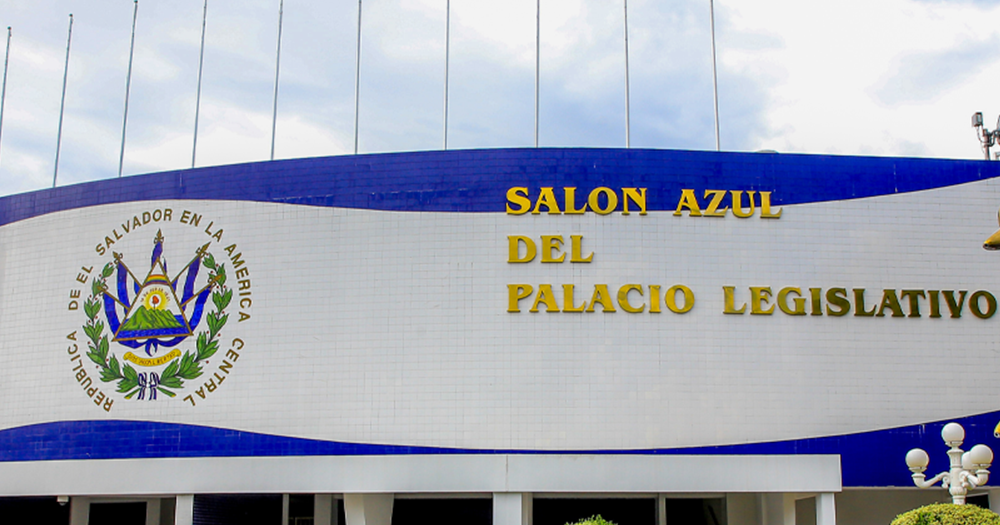 REPUBLICA DE EL SALVADOR EN LA AMERICA CENTRAL
SALON AZUL
DEL
PALACIO LEGISLATIVO